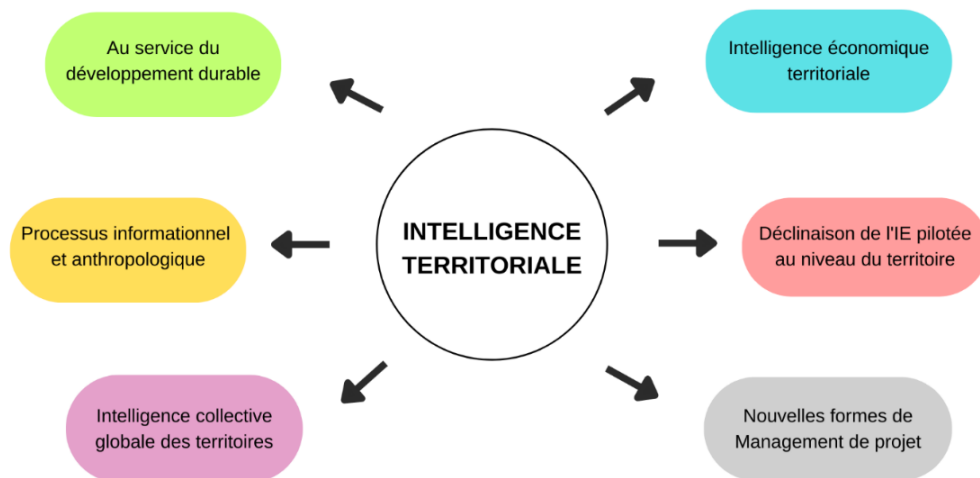 Au service du
développement durable
Intelligence économique
territoriale
Processus informationnel
et anthropologique
INTELLIGENCE
TERRITORIALE
Déclinaison de l'IE pilotée
au niveau du territoire
Intelligence collective
globale des territoires
Nouvelles formes de
Management de projet